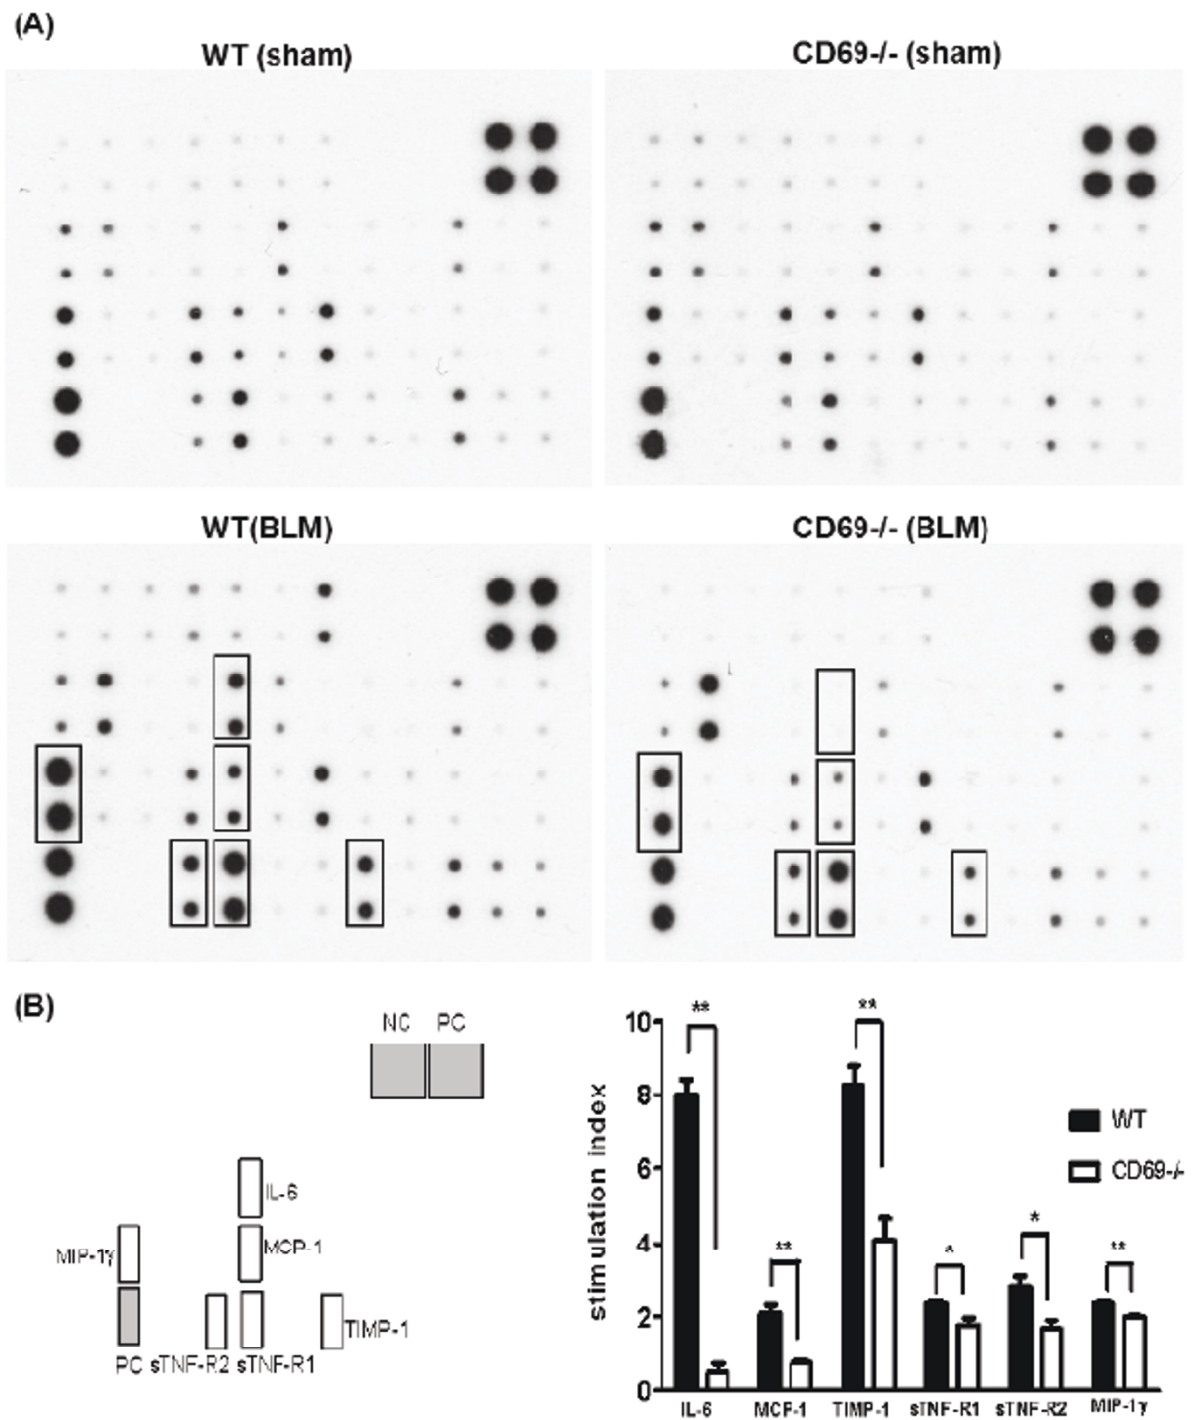 (A)
WT (sham)
CD69-/- (sham)
WT(BLM)
CD69-/- (BLM)
(B)
NC PC
IL-6
MIP-1γ
MCP-1
TIMP-1
PC sTNF-R2 sTNF-R1
stimulation index
10
8
6
4
2
0
**
**
**
*
*
**
WT
CD69-/-
IL-6 MCP-1 TIMP-1 sTNF-R1 sTNF-R2 MIP-1γ